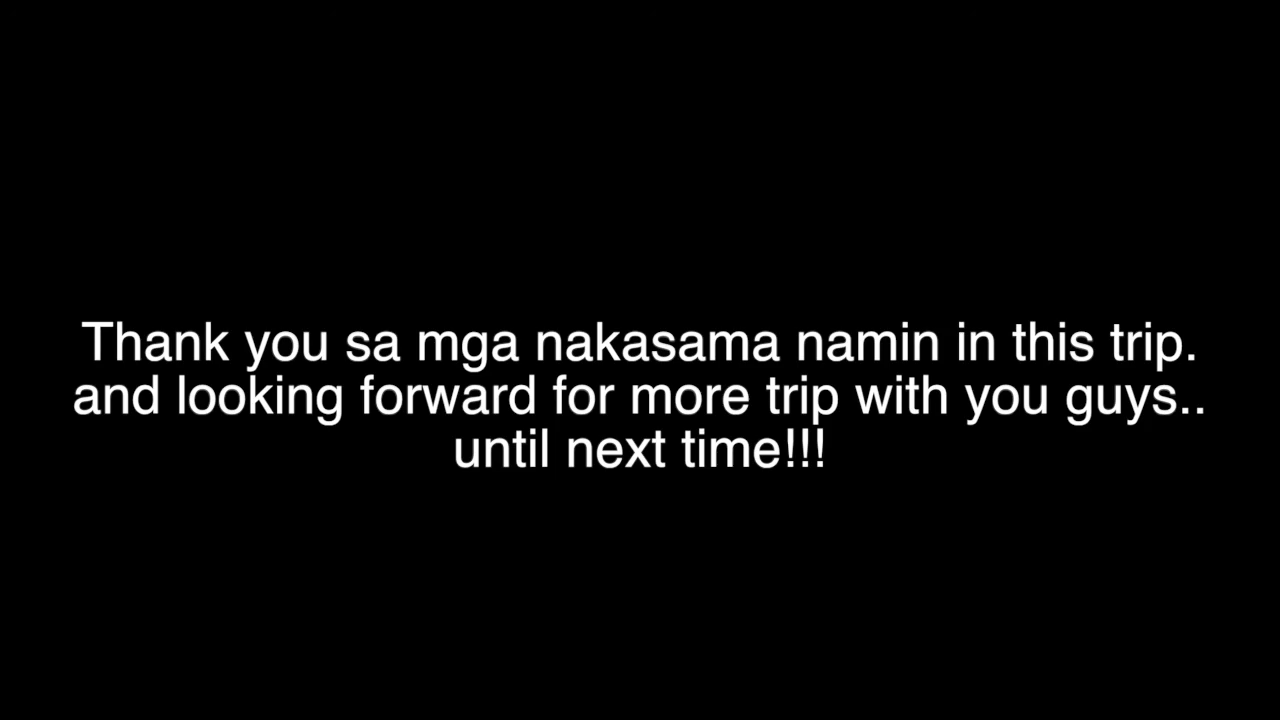 Thank you sa mga nakasama namin in this trip.
and looking forward for more trip with you guys..
until next time!!!